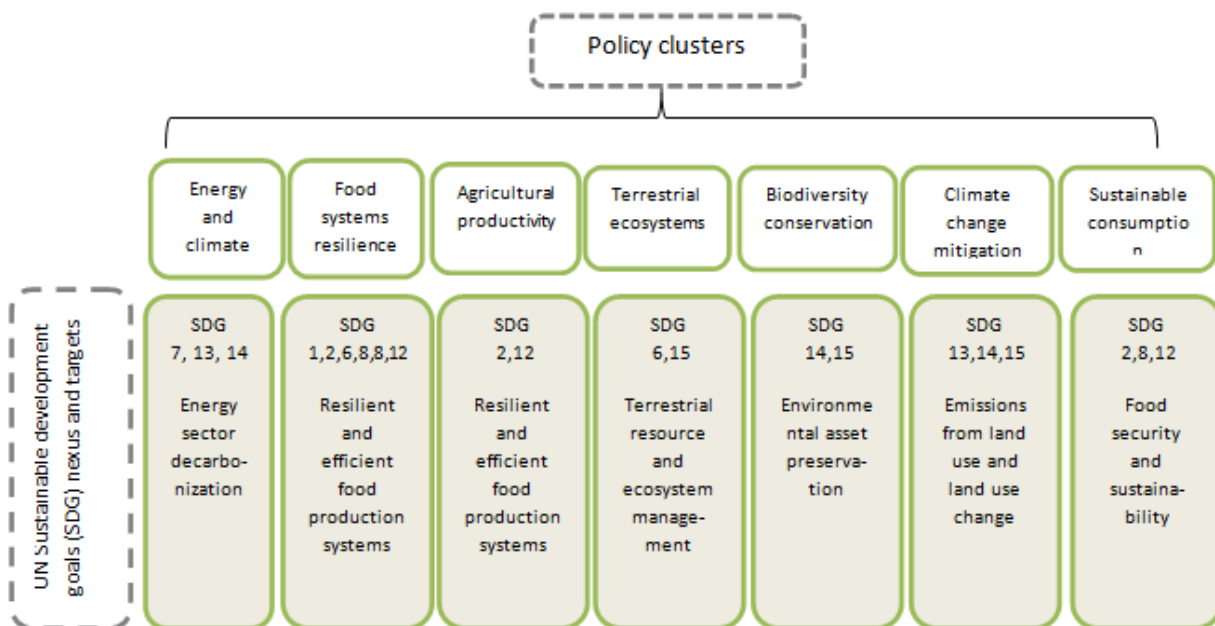 Policy clusters
Energy
and
climate
Food
systems
resilience
Agricultural
productivity
Terrestrial
ecosystems
Biodiversity
conservation
Climate
change
mitigation
Sustainable
consumptio
n
UN Sustainable development
goals (SDG) nexus and targets
SDG
7, 13, 14
Energy
sector
decarbo-
nization
SDG
1,2,6,8,8,12
Resilient
and
efficient
food
production
systems
SDG
2,12
Resilient
and
efficient
food
production
systems
SDG
6,15
Terrestrial
resource
and
ecosystem
manage-
ment
SDG
14,15
Environme
ntal asset
preserva-
tion
SDG
13,14,15
Emissions
from land
use and
land use
change
SDG
2,8,12
Food
security
and
sustaina-
bility